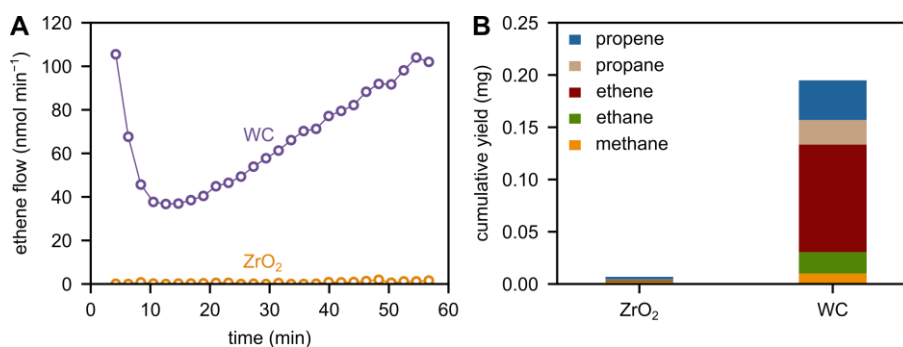 A
ethene flow (nmol min⁻¹)
120
100
80
60
40
20
0
WC
ZrO₂
0 10 20 30 40 50 60
time (min)
B
cumulative yield (mg)
0.25
0.20
0.15
0.10
0.05
0.00
propene
propane
ethene
ethane
methane
ZrO₂ WC